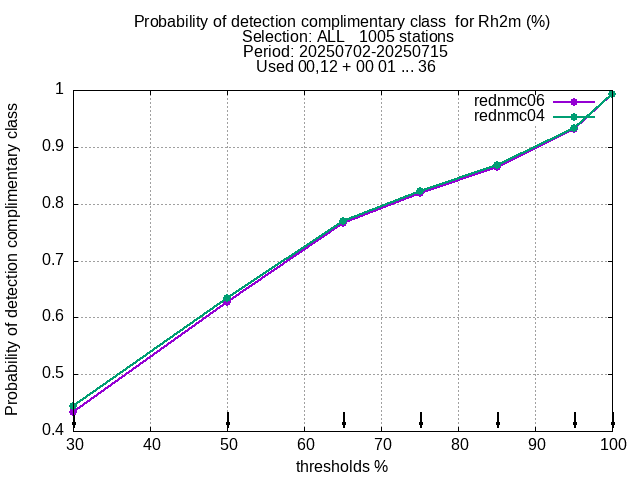 Probability of detection complimentary class  for Rh2m (%)
Selection: ALL   1005 stations
Period: 20250702-20250715
Used 00,12 + 00 01 ... 36
rednmc06
rednmc04
Probability of detection complimentary class
1
0.9
0.8
0.7
0.6
0.5
0.4
30 40 50 60 70 80 90 100
thresholds %